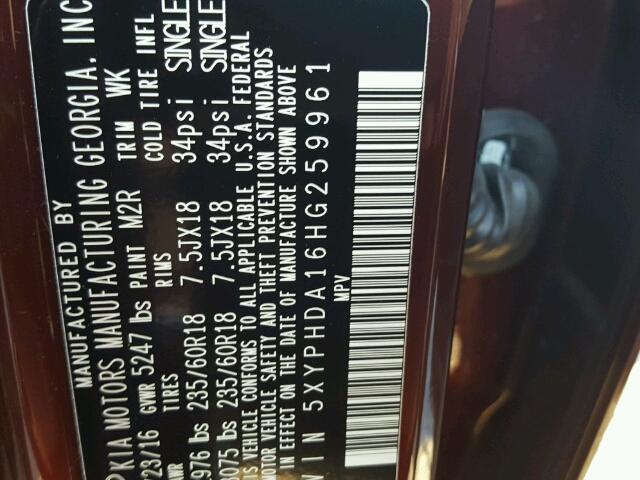 MANUFACTURED BY
KIA MOTORS MANUFACTURING GEORGIA, INC
23/16 GVWR 5247 lbs PAINT M2R TRIM WK
TIRES RIMS COLD TIRE INFL
976 lbs 235/60R18 7.5JX18 34psi SINGLE
3075 lbs 235/60R18 7.5JX18 34psi SINGLE
VEHICLE CONFORMS TO ALL APPLICABLE U.S.A. FEDERAL
MOTOR VEHICLE SAFETY AND THEFT PREVENTION STANDARDS
EFFECT IN ON THE DATE OF MANUFACTURE SHOWN ABOVE
VIN 5XYPHDA16HG259961
MPV